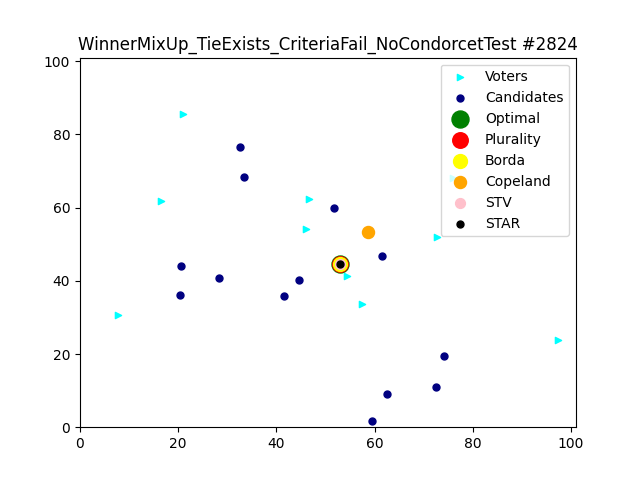 WinnerMixUp_TieExists_CriteriaFail_NoCondorcetTest #2824
100
80
60
40
20
0
0
20
40
60
80
100
Voters
Candidates
Optimal
Plurality
Borda
Copeland
STV
STAR